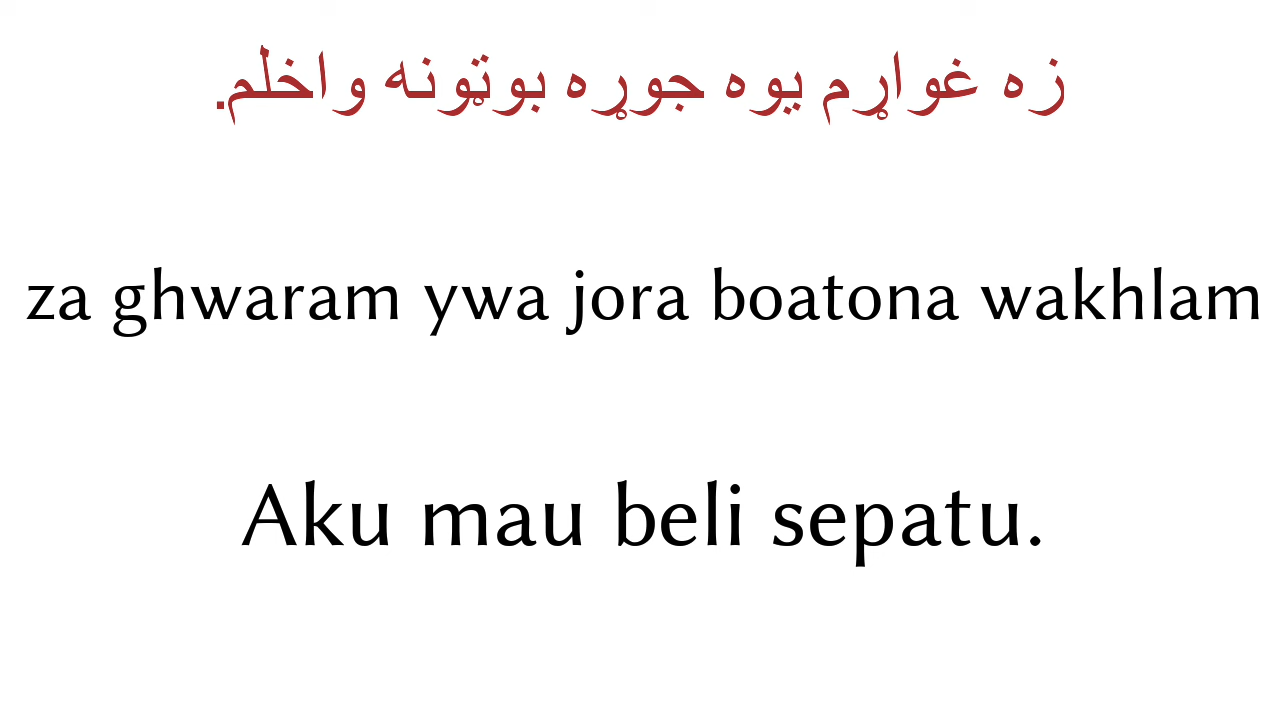 زه غواړم یوه جوړه بوټونه واخلم.
za ghwaram ywa jora boatona wakhlam
Aku mau beli sepatu.